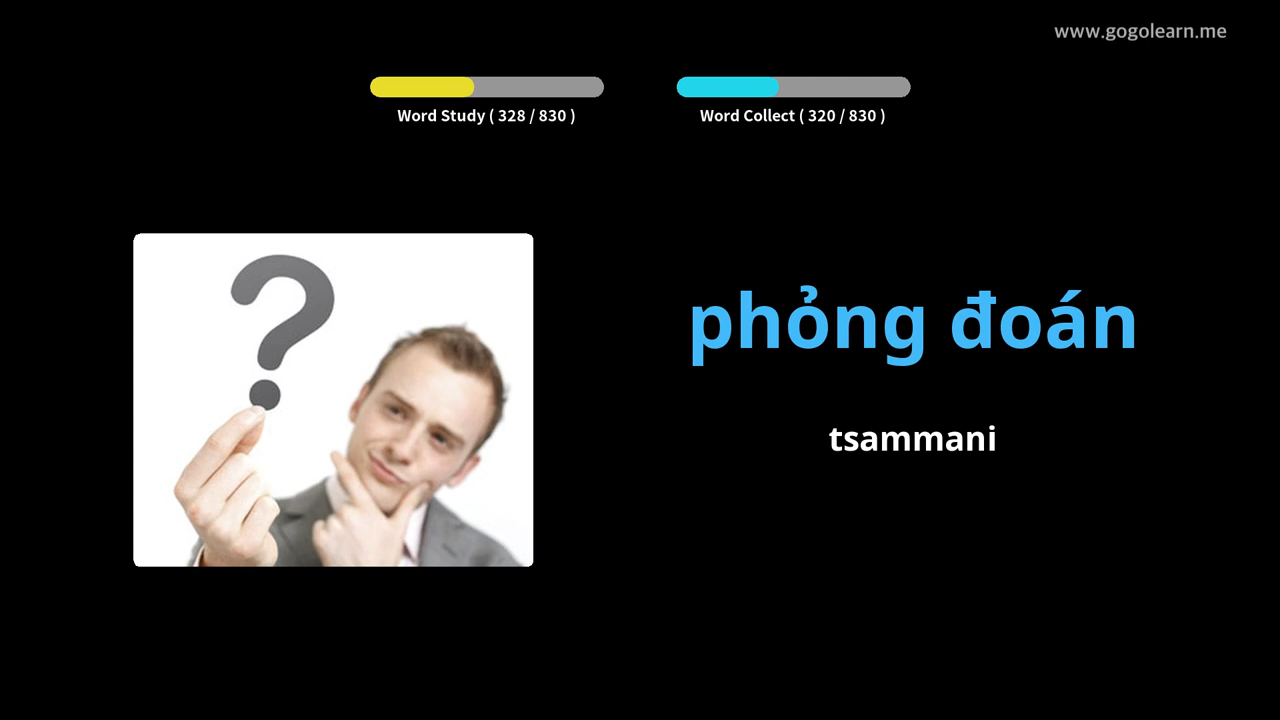 www.gogolearn.me
Word Study ( 328 / 830 )
Word Collect ( 320 / 830 )
phỏng đoán
tsammani